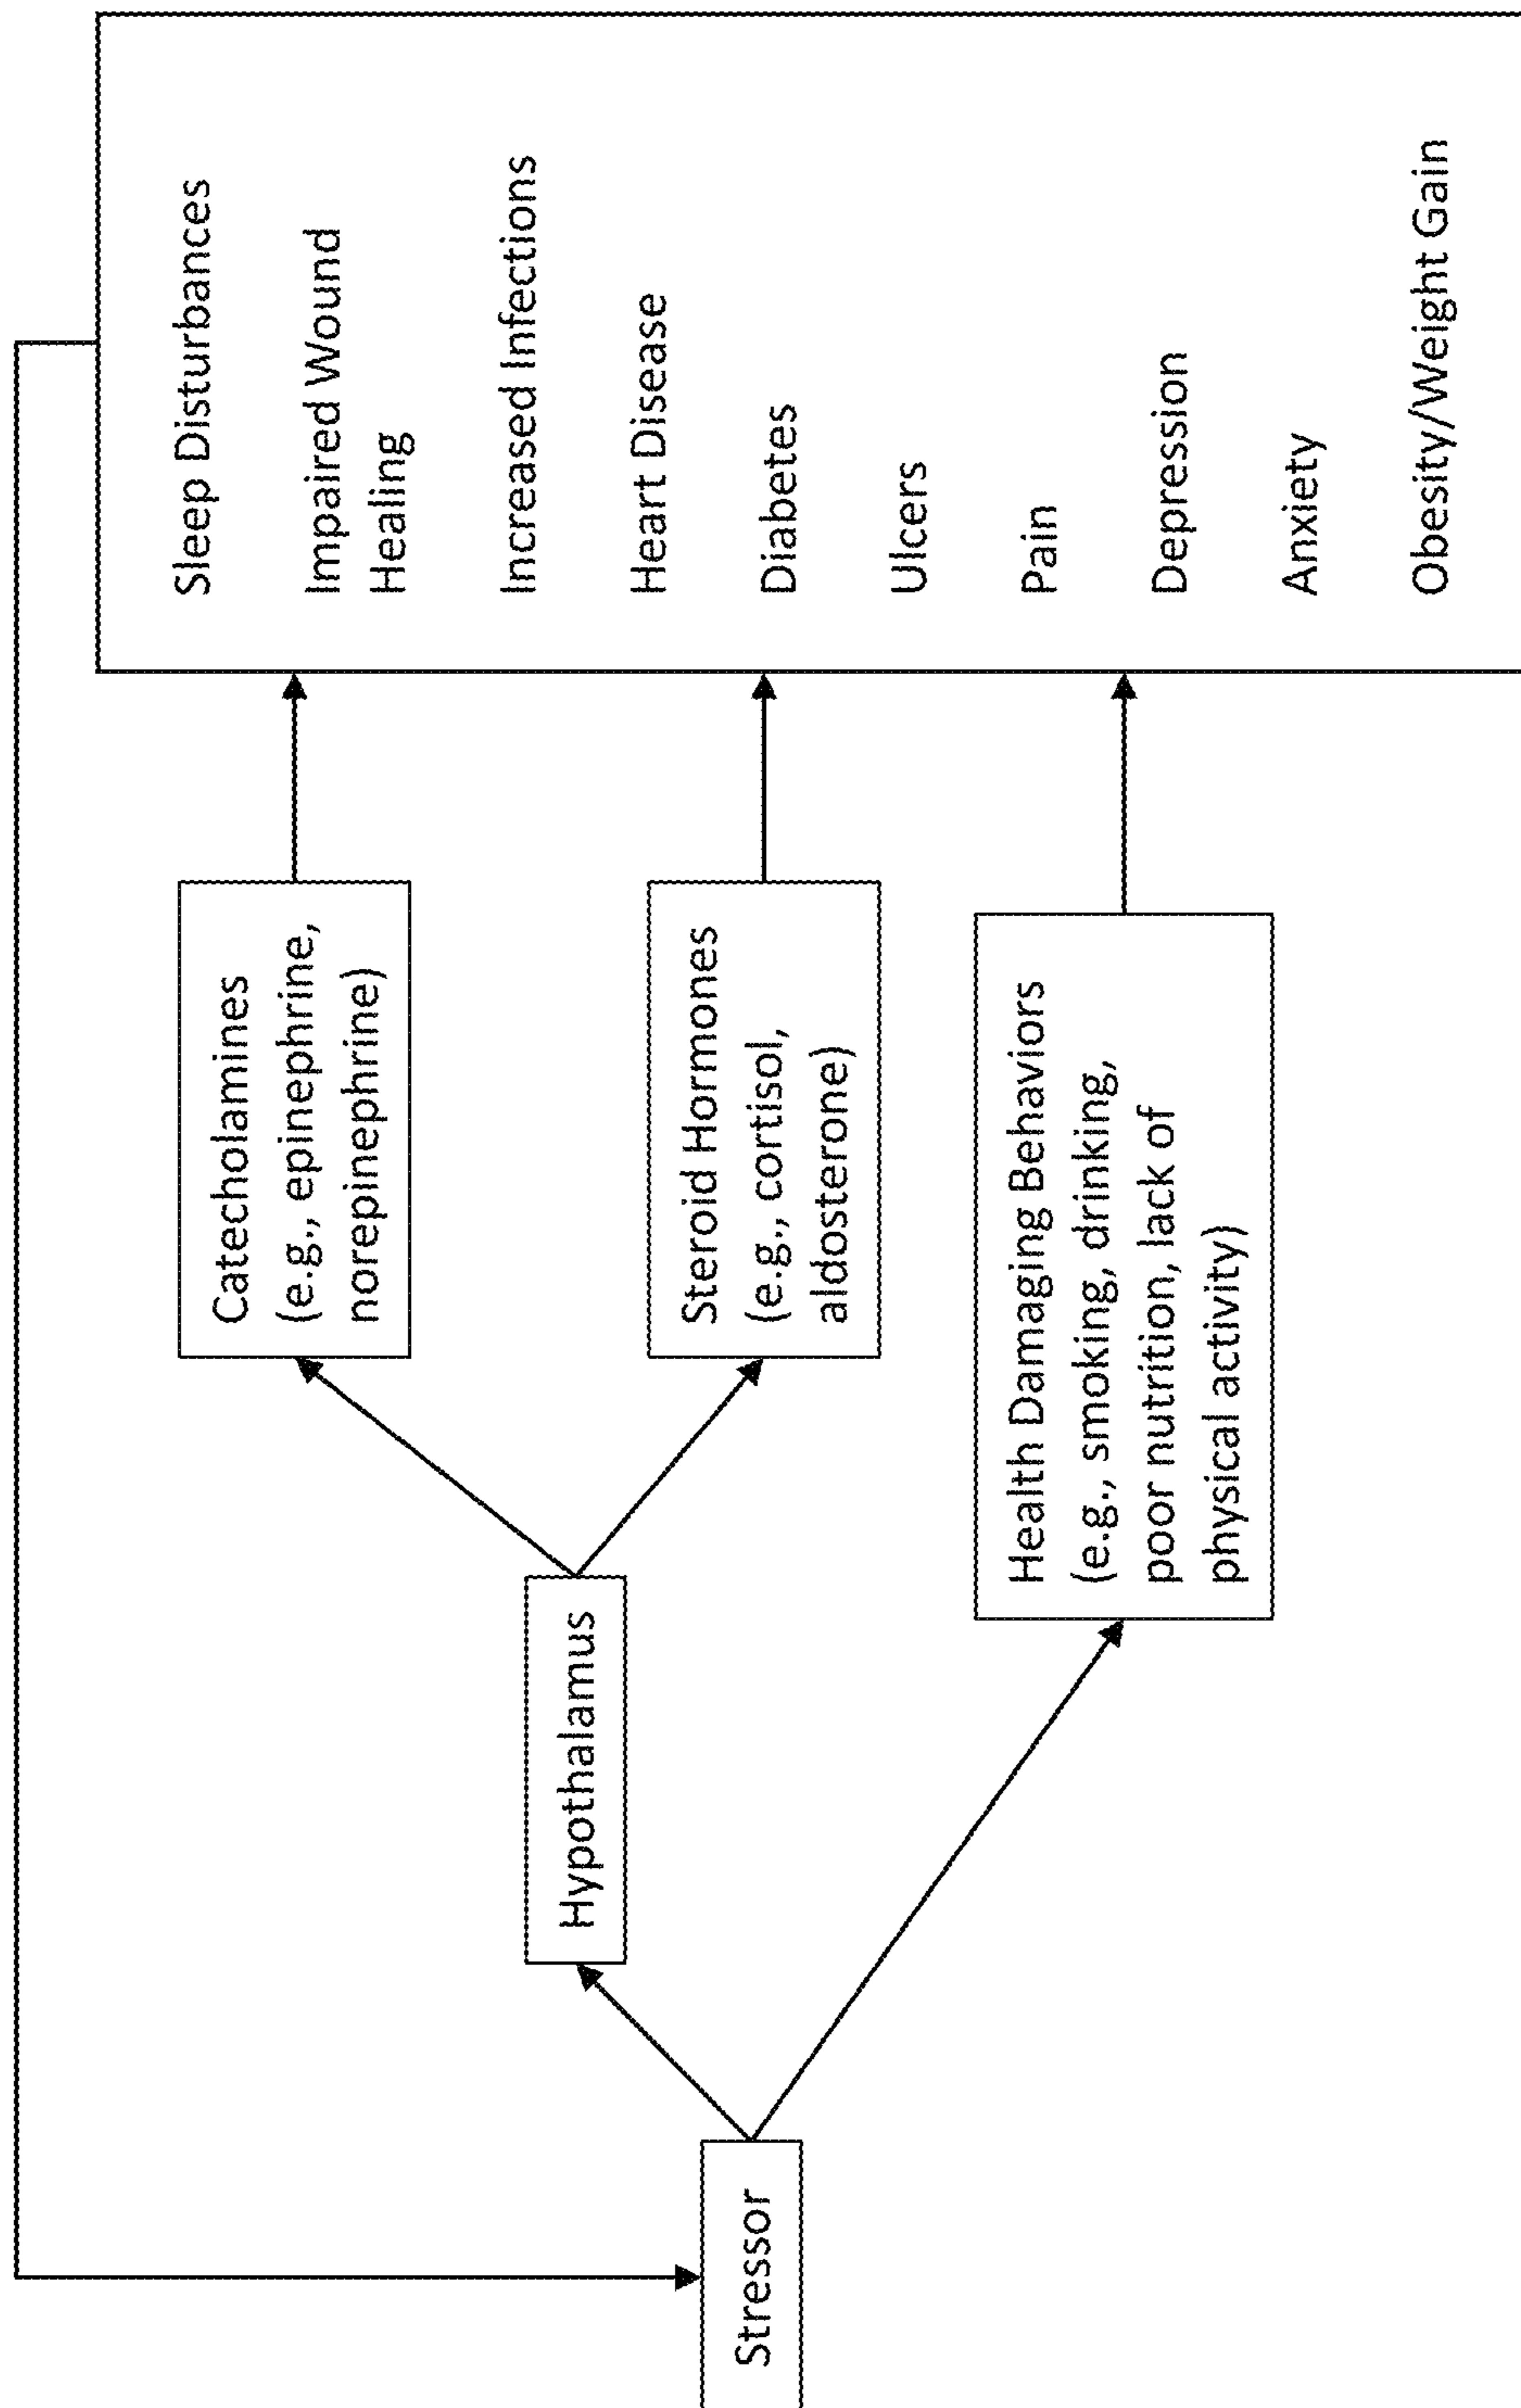 Stressor
Hypothalamus
Catecholamines
(e.g., epinephrine,
norepinephrine)
Steroid Hormones
(e.g., cortisol,
aldosterone)
Health Damaging Behaviors
(e.g., smoking, drinking,
poor nutrition, lack of
physical activity)
Sleep Disturbances
Impaired Wound
Healing
Increased Infections
Heart Disease
Diabetes
Ulcers
Pain
Depression
Anxiety
Obesity/Weight Gain